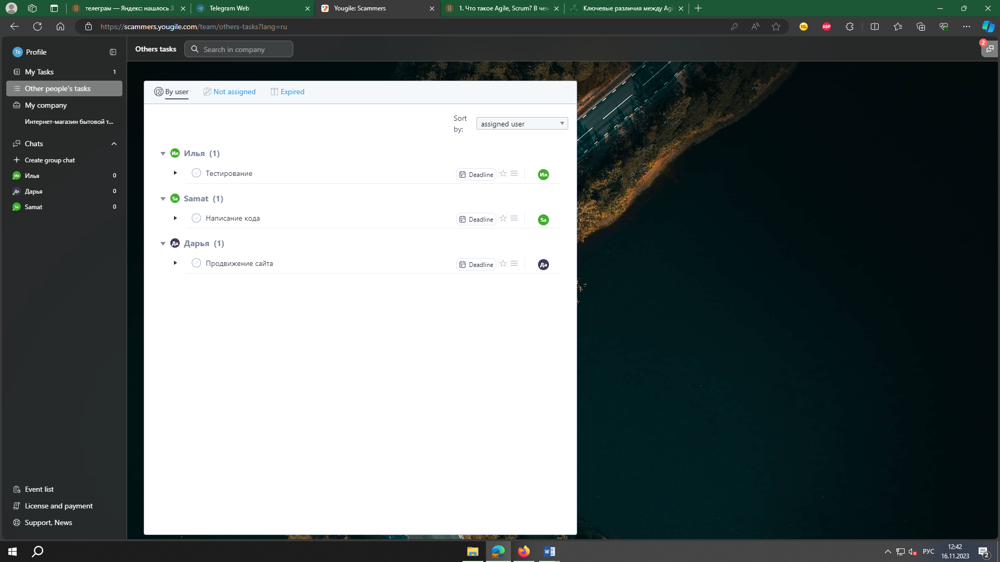 телеграм — Яндекс: нашлось 3
Telegram Web
Yougile: Scammers
1. Что такое Agile, Scrum? В чем
Ключевые различия между Agi
https://scammers.yougile.com/team/others-tasks?lang=ru
ABP
To Profile
Others tasks
Search in company
2
My Tasks 1
Other people's tasks
My company
Интернет-магазин бытовой т...
Chats
Create group chat
Ил Илья 0
Да Дарья 0
Sa Samat 0
By user
Not assigned
Expired
Sort by:
assigned user
Ил Илья (1)
Тестирование Deadline Ил
Sa Samat (1)
Написание кода Deadline Sa
Да Дарья (1)
Продвижение сайта Deadline Да
Event list
License and payment
Support, News
W
РУС
12:42
16.11.2023
2